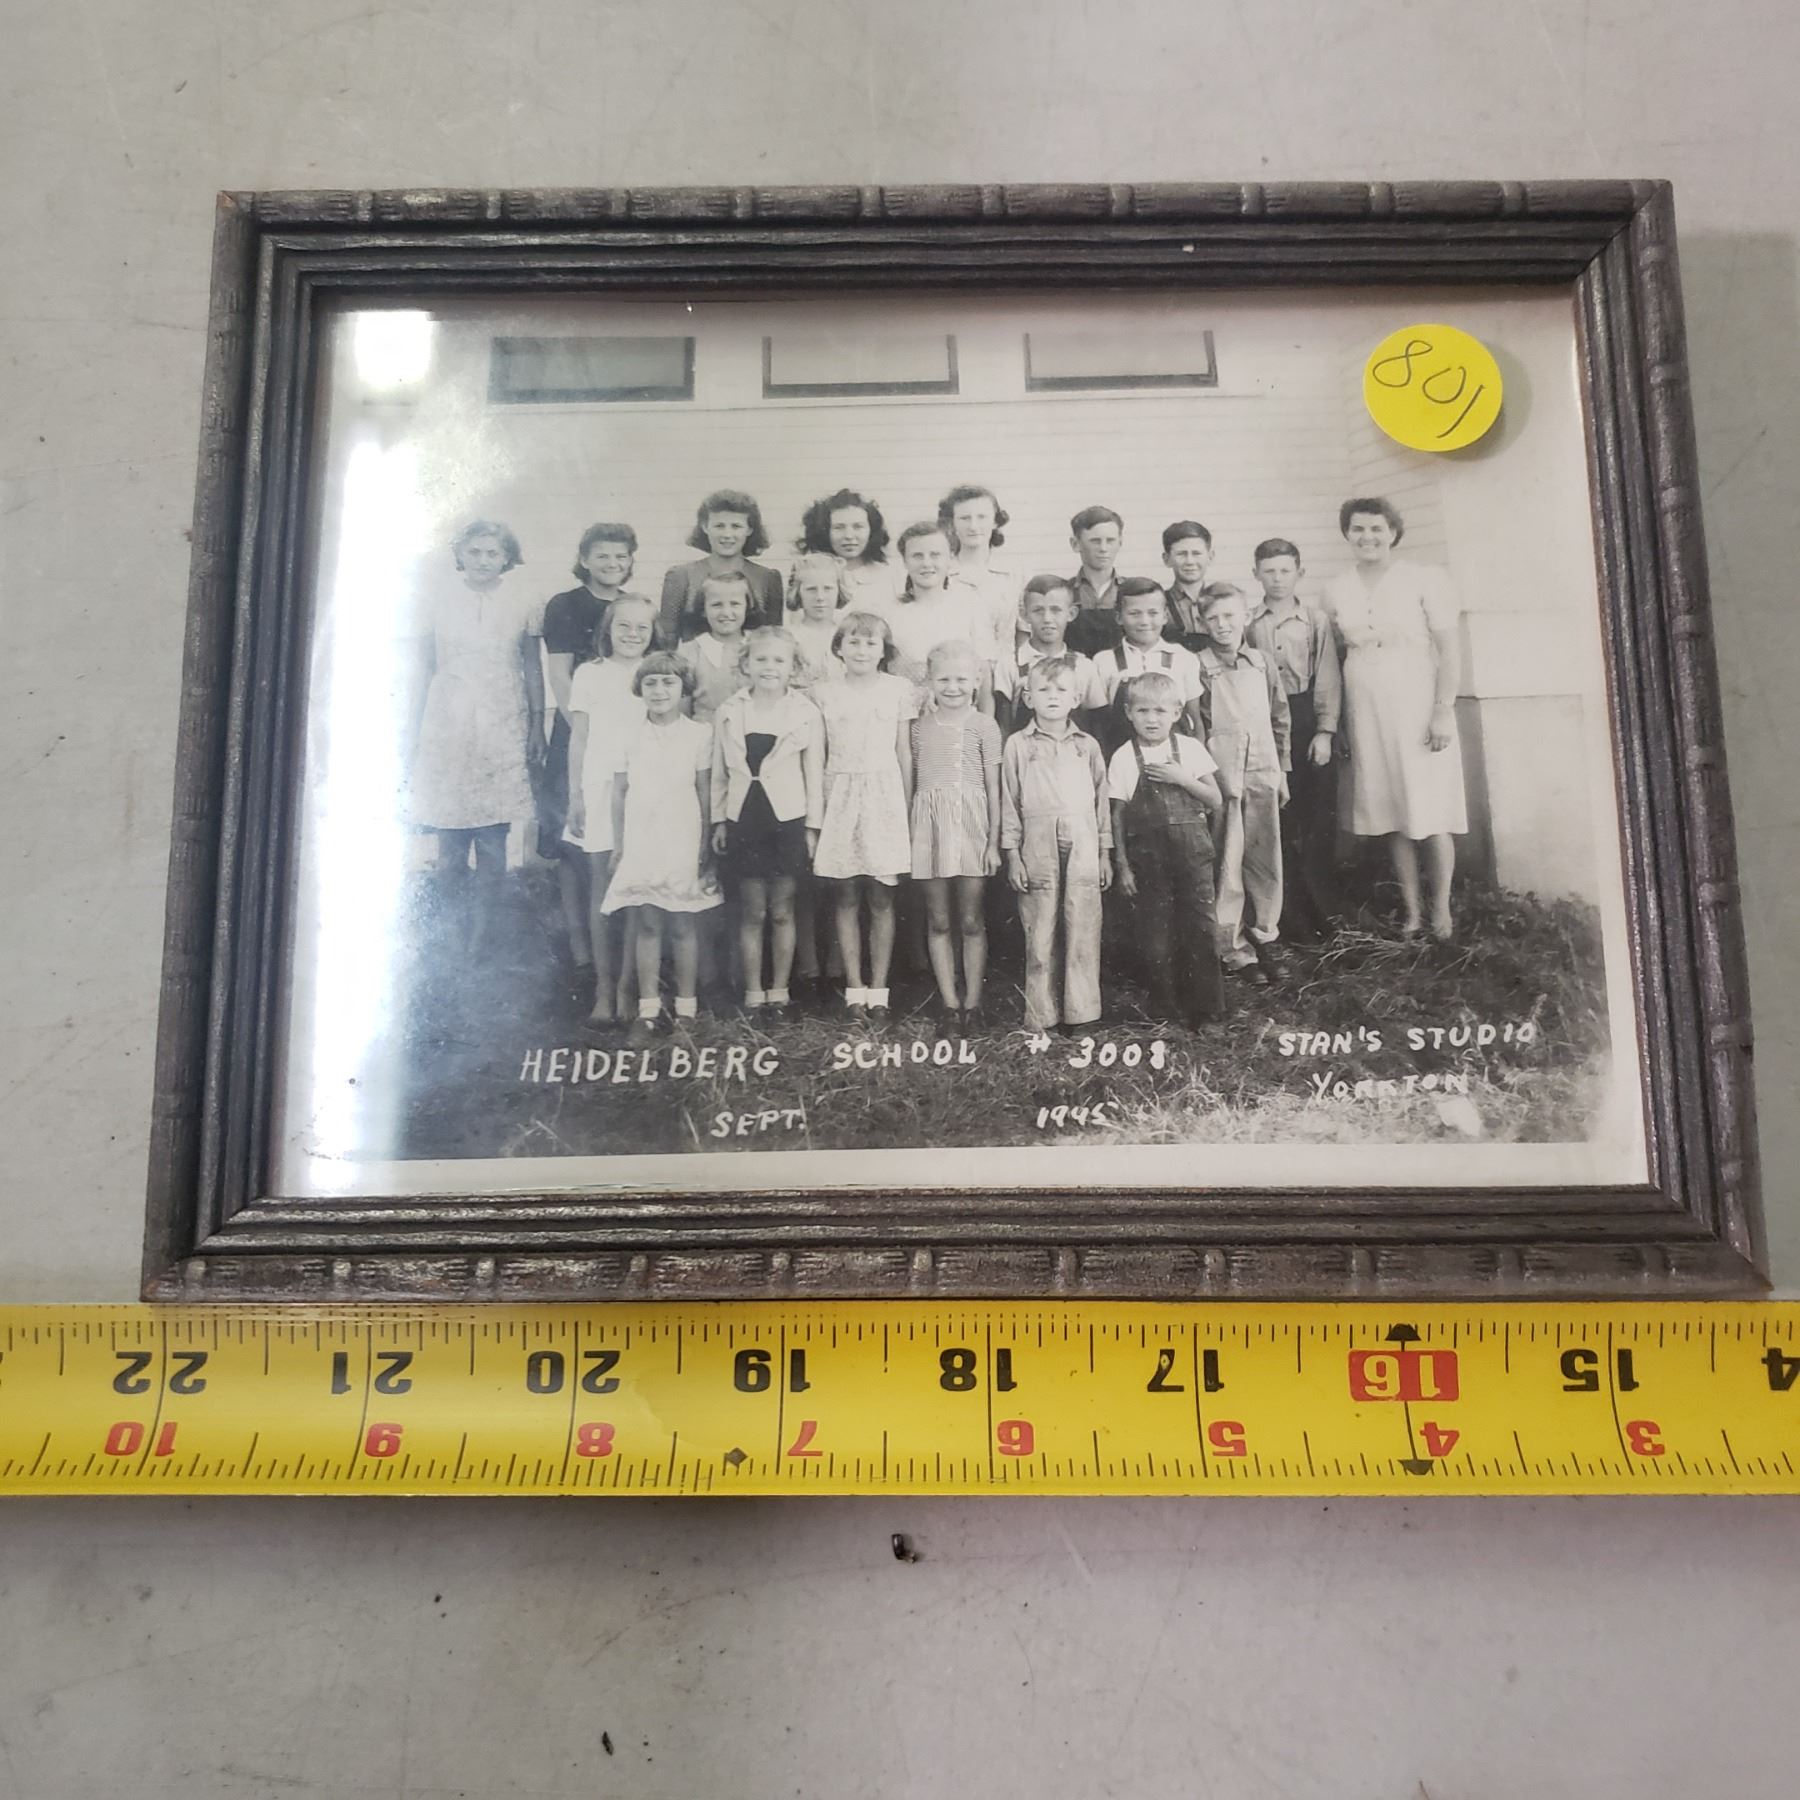 801
HEIDELBERG SCHOOL # 3008 STAN'S STUDIO
YORKTON
SEPT. 1945
22 21 20 19 18 17 16 15 4
10 9 8 7 6 5 4 3